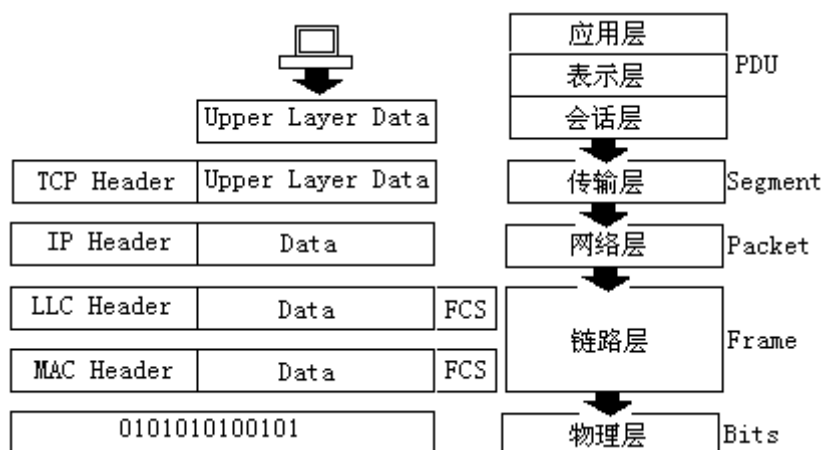 应用层
表示层
PDU
Upper Layer Data
会话层
TCP Header Upper Layer Data
传输层 Segment
IP Header Data
网络层 Packet
LLC Header Data FCS
链路层 Frame
MAC Header Data FCS
0101010100101
物理层 Bits